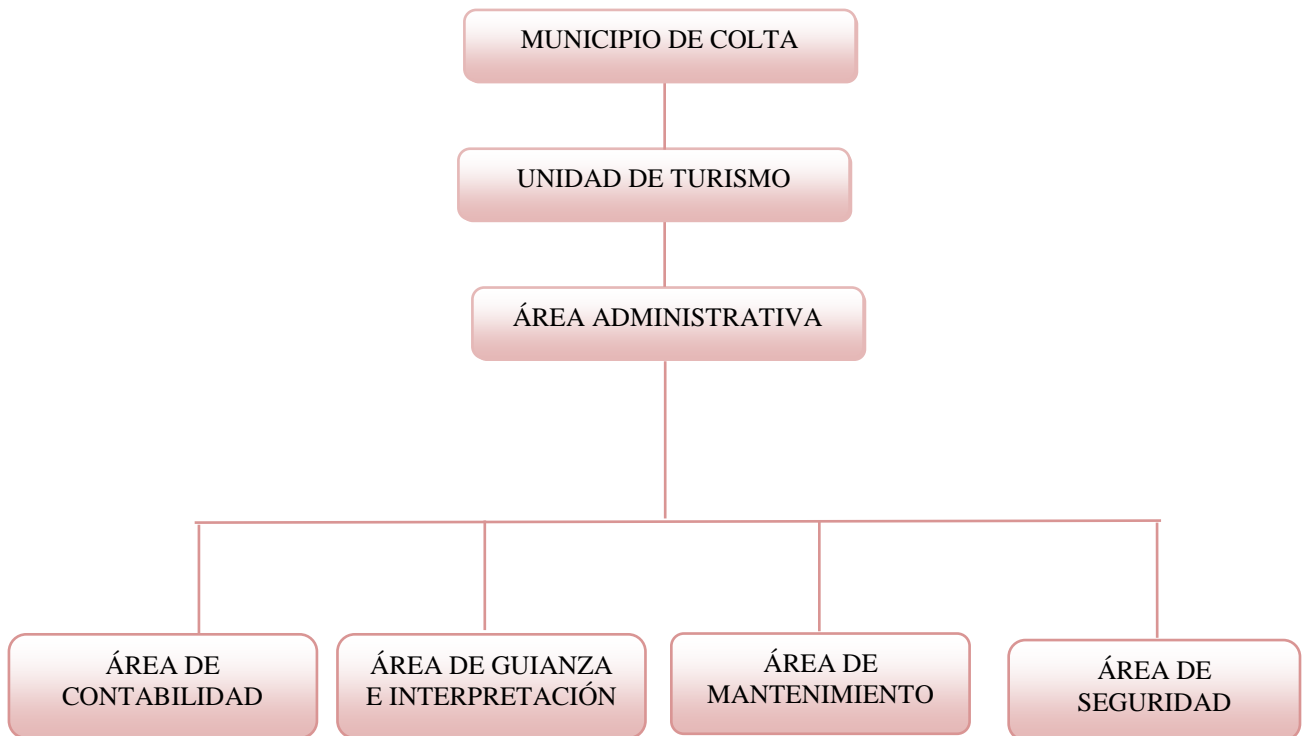 MUNICIPIO DE COLTA
UNIDAD DE TURISMO
ÁREA ADMINISTRATIVA
ÁREA DE
CONTABILIDAD
ÁREA DE GUIANZA
E INTERPRETACIÓN
ÁREA DE
MANTENIMIENTO
ÁREA DE
SEGURIDAD